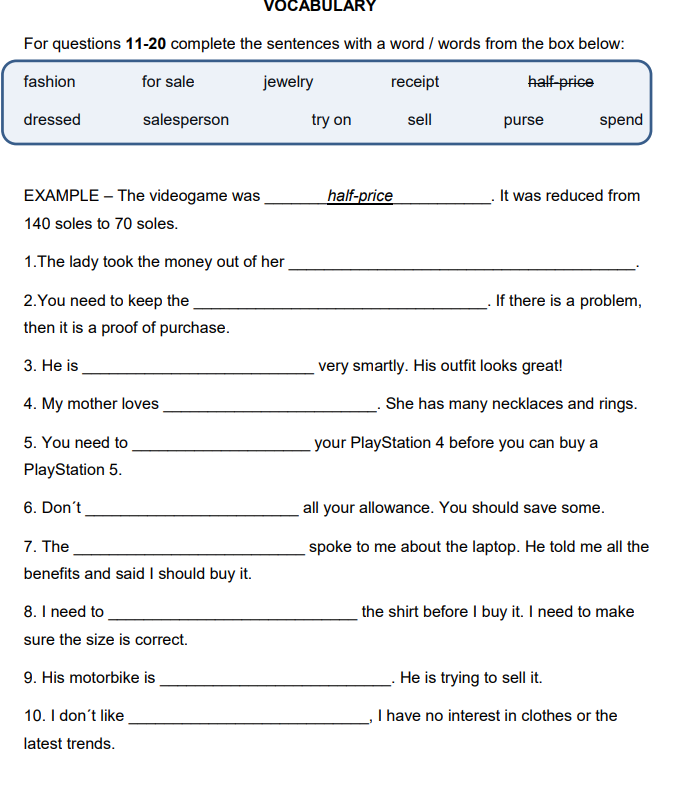 VOCABULARY
For questions 11-20 complete the sentences with a word / words from the box below:
fashion for sale jewelry receipt half-price
dressed salesperson try on sell purse spend
EXAMPLE – The videogame was _______half-price___________. It was reduced from
140 soles to 70 soles.
1.The lady took the money out of her ________________________________________.
2.You need to keep the __________________________________. If there is a problem,
then it is a proof of purchase.
3. He is ___________________________ very smartly. His outfit looks great!
4. My mother loves _________________________. She has many necklaces and rings.
5. You need to _____________________ your PlayStation 4 before you can buy a
PlayStation 5.
6. Don´t _________________________ all your allowance. You should save some.
7. The ___________________________ spoke to me about the laptop. He told me all the
benefits and said I should buy it.
8. I need to _____________________________ the shirt before I buy it. I need to make
sure the size is correct.
9. His motorbike is ___________________________. He is trying to sell it.
10. I don´t like ____________________________, I have no interest in clothes or the
latest trends.